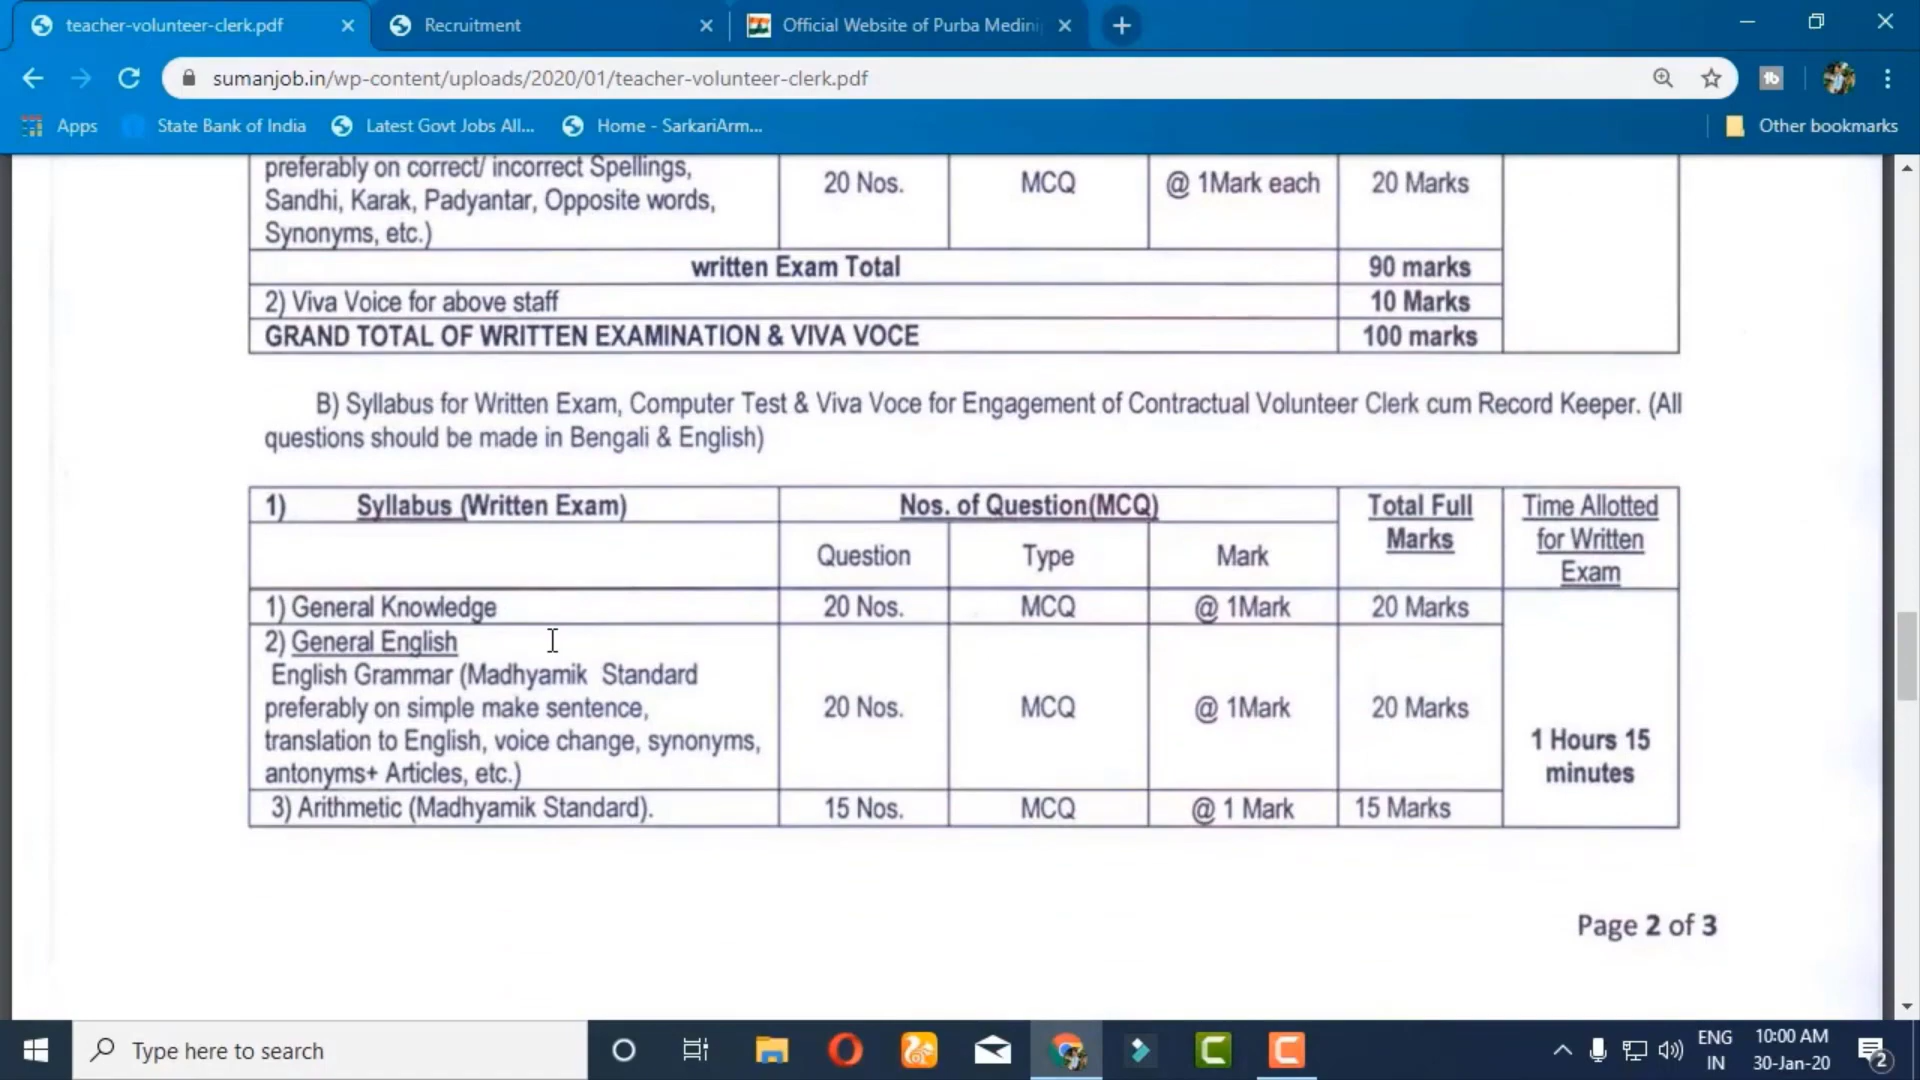 teacher-volunteer-clerk.pdf
Recruitment
Official Website of Purba Medini
sumanjob.in/wp-content/uploads/2020/01/teacher-volunteer-clerk.pdf
Apps
State Bank of India
Latest Govt Jobs All...
Home - SarkariArm...
Other bookmarks
preferably on correct/ incorrect Spellings,
Sandhi, Karak, Padyantar, Opposite words,
Synonyms, etc.)
20 Nos.
MCQ
@ 1Mark each
20 Marks
written Exam Total
90 marks
2) Viva Voice for above staff
10 Marks
GRAND TOTAL OF WRITTEN EXAMINATION & VIVA VOCE
100 marks
B) Syllabus for Written Exam, Computer Test & Viva Voce for Engagement of Contractual Volunteer Clerk cum Record Keeper. (All
questions should be made in Bengali & English)
1) Syllabus (Written Exam)
Nos. of Question(MCQ)
Total Full
Marks
Time Allotted
for Written
Exam
Question
Type
Mark
1) General Knowledge
20 Nos.
MCQ
@ 1Mark
20 Marks
2) General English
English Grammar (Madhyamik Standard
preferably on simple make sentence,
translation to English, voice change, synonyms,
antonyms+ Articles, etc.)
20 Nos.
MCQ
@ 1Mark
20 Marks
1 Hours 15
minutes
3) Arithmetic (Madhyamik Standard).
15 Nos.
MCQ
@ 1 Mark
15 Marks
Page 2 of 3
Type here to search
ENG
IN
10:00 AM
30-Jan-20
2